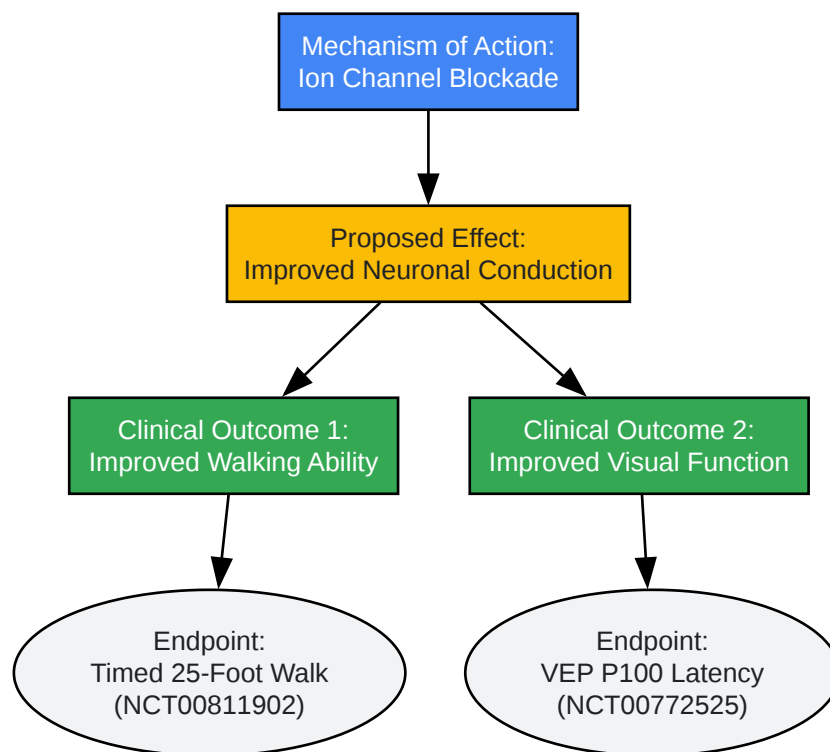 Mechanism of Action:
Ion Channel Blockade
Proposed Effect:
Improved Neuronal Conduction
Clinical Outcome 1:
Improved Walking Ability
Clinical Outcome 2:
Improved Visual Function
Endpoint:
Timed 25-Foot Walk
(NCT00811902)
Endpoint:
VEP P100 Latency
(NCT00772525)